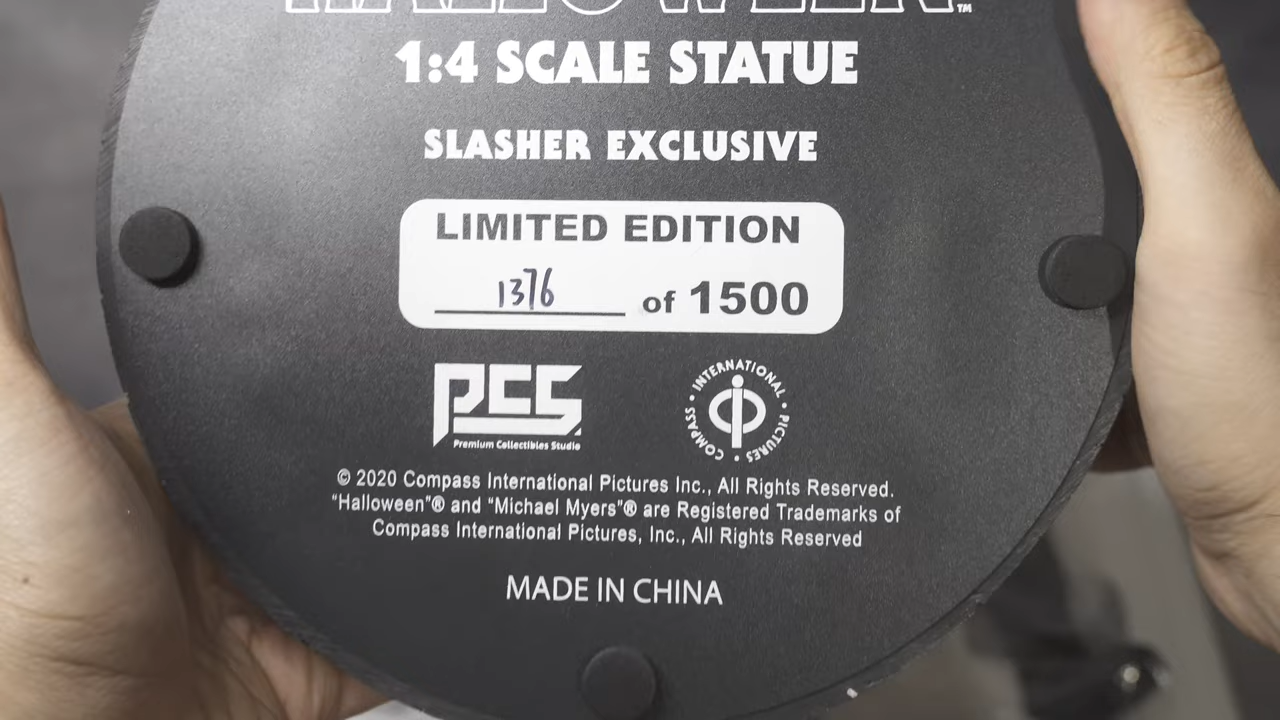 HALLOWEEN™
1:4 SCALE STATUE
SLASHER EXCLUSIVE
LIMITED EDITION
1376 of 1500
PCS
Premium Collectibles Studio
COMPASS • INTERNATIONAL • PICTURES •
© 2020 Compass International Pictures Inc., All Rights Reserved.
“Halloween”® and “Michael Myers”® are Registered Trademarks of
Compass International Pictures, Inc., All Rights Reserved
MADE IN CHINA